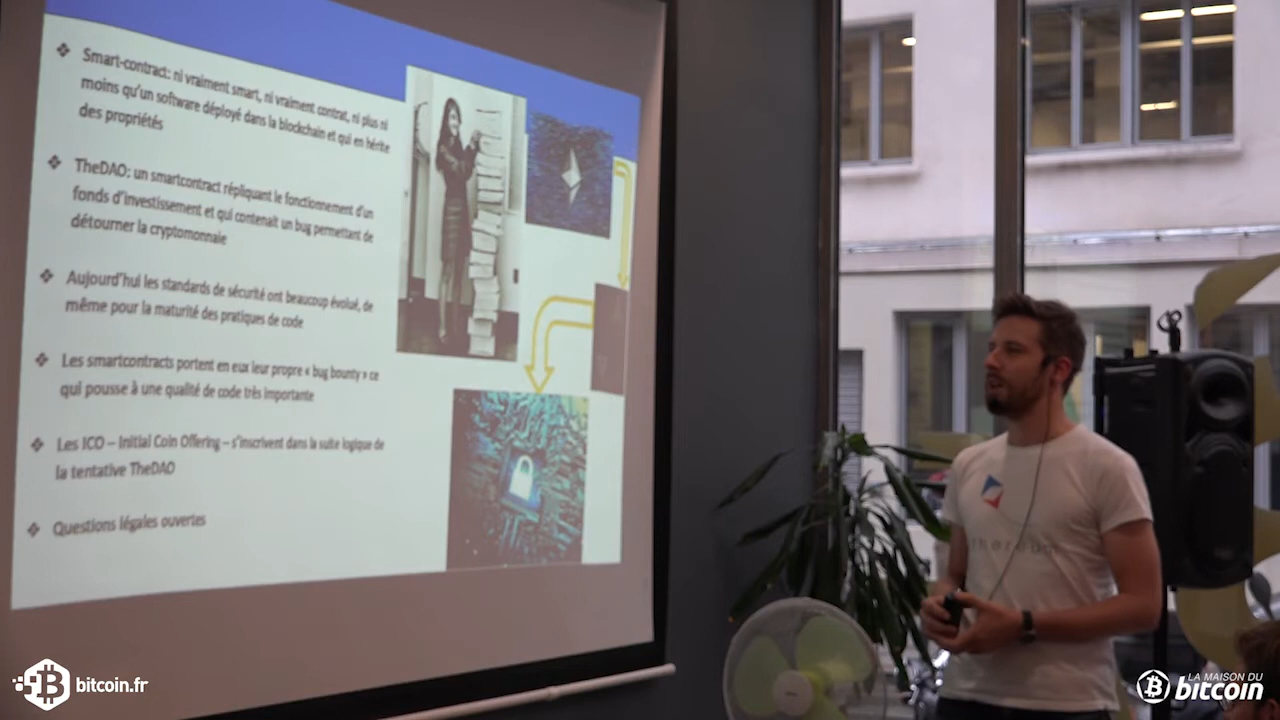 Smart-contract: ni vraiment smart, ni vraiment contrat, ni plus ni
moins qu'un software déployé dans la blockchain et qui en hérite
des propriétés
TheDAO: un smartcontract répliquant le fonctionnement d'un
fonds d'investissement et qui contenait un bug permettant de
détourner la cryptomonnaie
Aujourd'hui les standards de sécurité ont beaucoup évolué, de
même pour la maturité des pratiques de code
Les smartcontracts portent en eux leur propre « bug bounty » ce
qui pousse à une qualité de code très importante
Les ICO – Initial Coin Offering – s'inscrivent dans la suite logique de
la tentative TheDAO
Questions légales ouvertes
ethereum
bitcoin.fr
LA MAISON DU
bitcoin